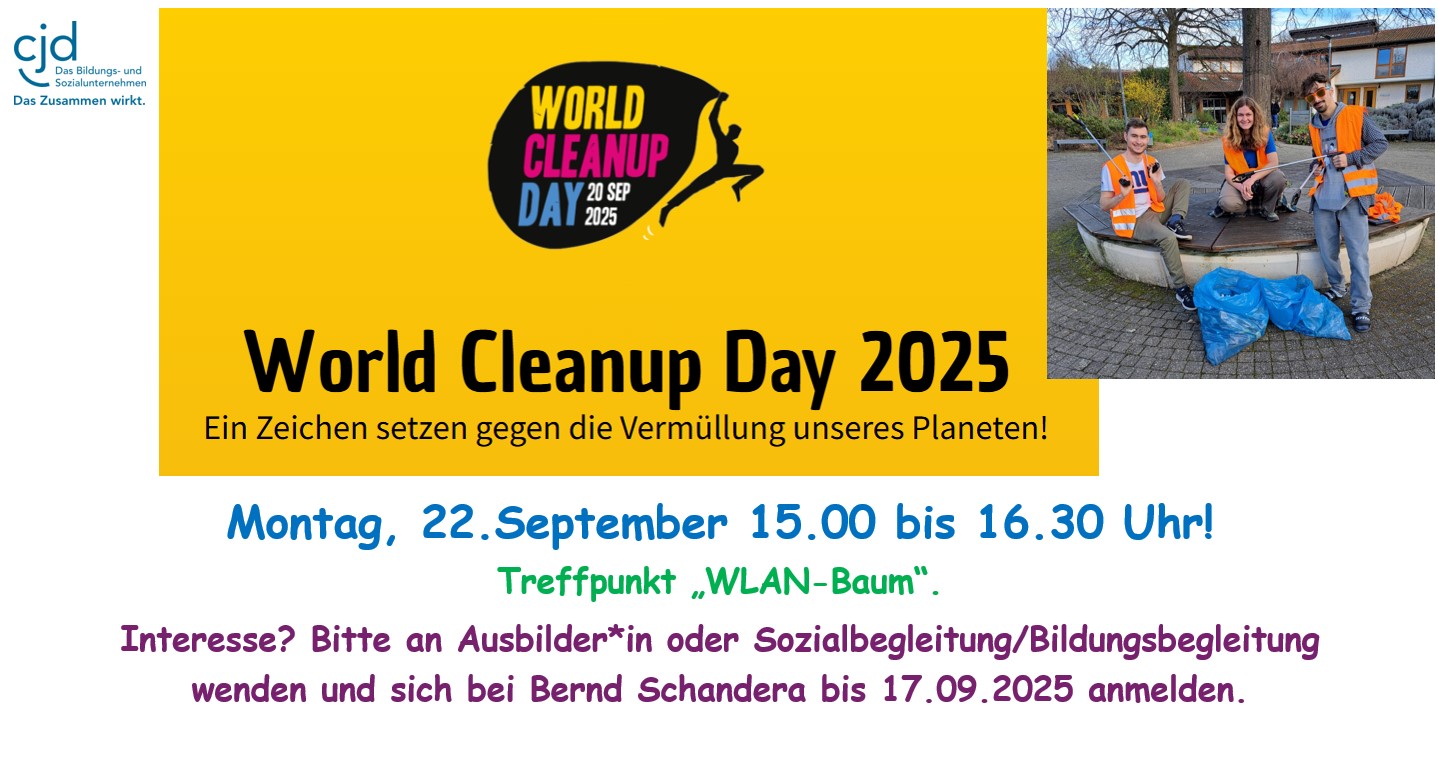 cjd
Das Bildungs- und
Sozialunternehmen
Das Zusammen wirkt.
WORLD
CLEANUP
DAY 20 SEP
2025
World Cleanup Day 2025
Ein Zeichen setzen gegen die Vermüllung unseres Planeten!
Montag, 22.September 15.00 bis 16.30 Uhr!
Treffpunkt „WLAN-Baum“.
Interesse? Bitte an Ausbilder*in oder Sozialbegleitung/Bildungsbegleitung
wenden und sich bei Bernd Schandera bis 17.09.2025 anmelden.